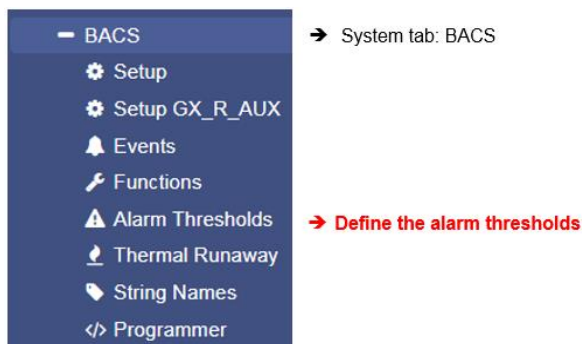 BACS ➔ System tab: BACS
Setup
Setup GX_R_AUX
Events
Functions
Alarm Thresholds ➔ Define the alarm thresholds
Thermal Runaway
String Names
</> Programmer